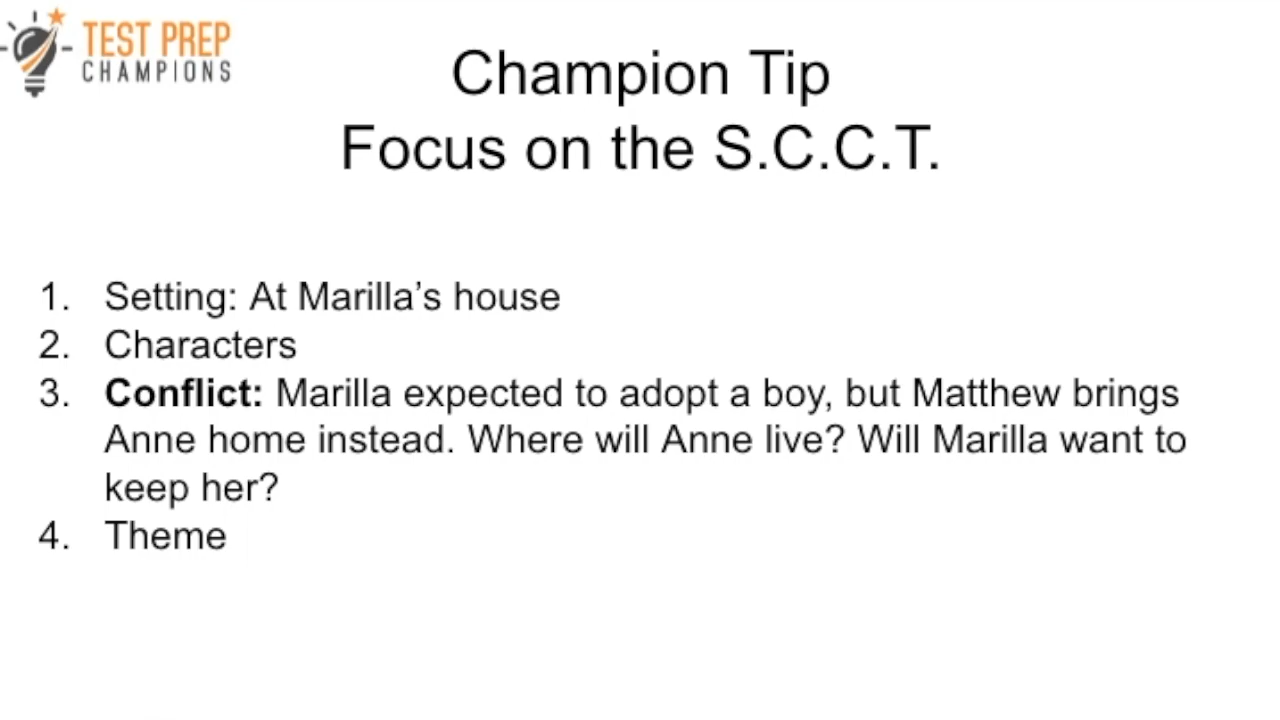 TEST PREP
CHAMPIONS
Champion Tip
Focus on the S.C.C.T.
1. Setting: At Marilla’s house
2. Characters
3. Conflict: Marilla expected to adopt a boy, but Matthew brings
Anne home instead. Where will Anne live? Will Marilla want to
keep her?
4. Theme